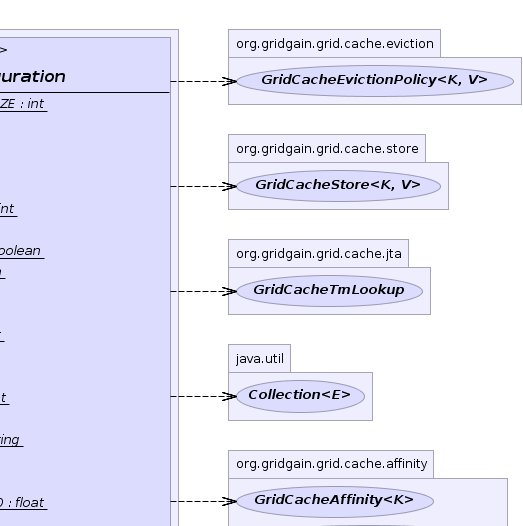 >
uration
ZE : int
int
oolean
t
ring
O : float
org.gridgain.grid.cache.eviction
GridCacheEvictionPolicy<K, V>
org.gridgain.grid.cache.store
GridCacheStore<K, V>
org.gridgain.grid.cache.jta
GridCacheTmLookup
java.util
Collection<E>
org.gridgain.grid.cache.affinity
GridCacheAffinity<K>